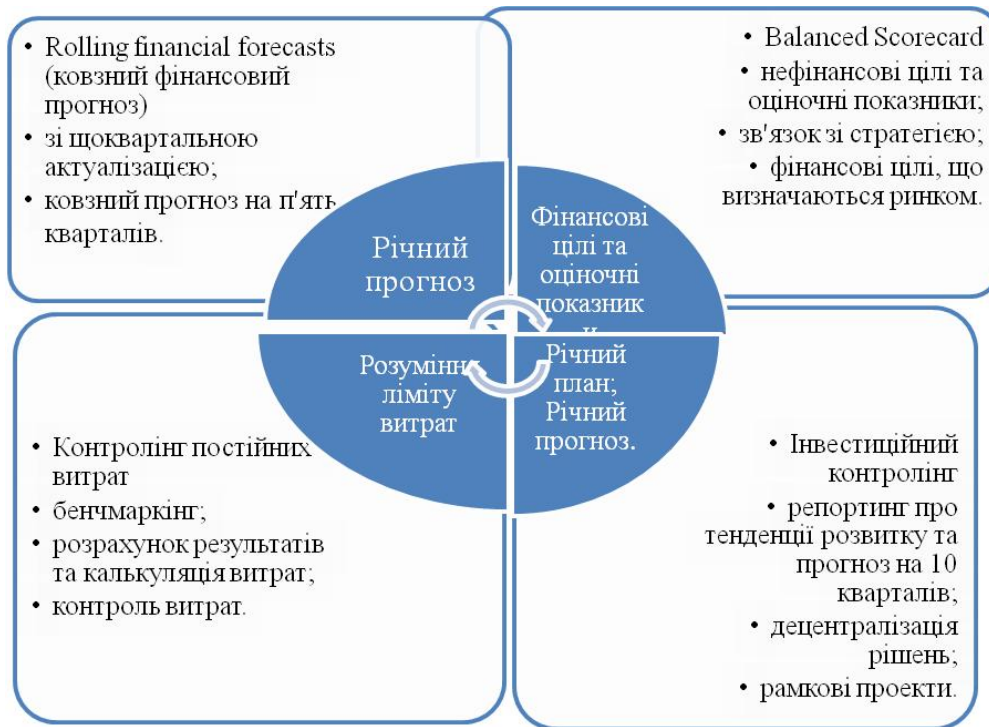 • Rolling financial forecasts
(ковзний фінансовий
прогноз)
• зі щоквартальною
актуалізацією;
• ковзний прогноз на п'ять
кварталів.
• Balanced Scorecard
• нефінансові цілі та
оціночні показники;
• зв'язок зі стратегією;
• фінансові цілі, що
визначаються ринком.
Річний
прогноз
Фінансові
цілі та
оціночні
показник
и
Розуміння
ліміту
витрат
Річний
план;
Річний
прогноз.
• Контролінг постійних
витрат
• бенчмаркінг;
• розрахунок результатів
та калькуляція витрат;
• контроль витрат.
• Інвестиційний
контролінг
• репортинг про
тенденції розвитку та
прогноз на 10
кварталів;
• децентралізація
рішень;
• рамкові проекти.